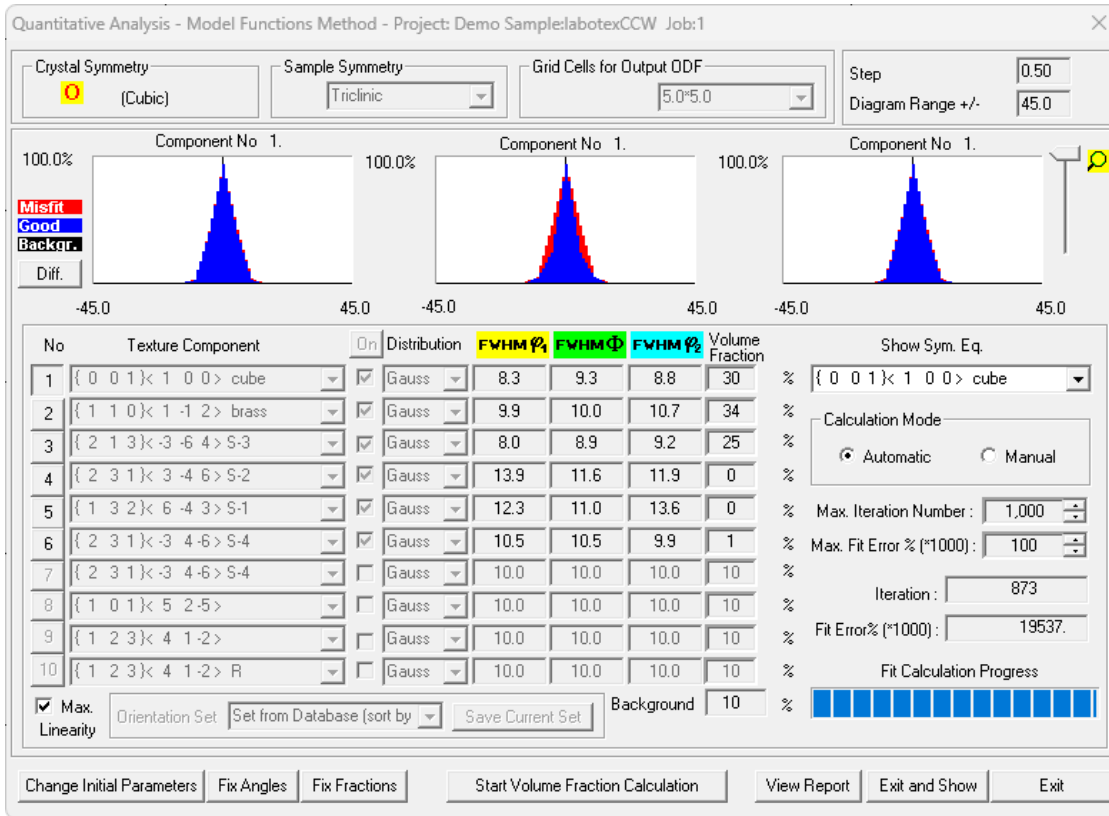 Quantitative Analysis - Model Functions Method - Project: Demo Sample:labotexCCW Job:1
Crystal Symmetry
O (Cubic)
Sample Symmetry
Triclinic
Grid Cells for Output ODF
5.0*5.0
Step 0.50
Diagram Range +/- 45.0
Component No 1. Component No 1. Component No 1.
100.0% 100.0% 100.0%
Misfit
Good
Backgr.
Diff.
-45.0 45.0 -45.0 45.0 -45.0 45.0
No Texture Component On Distribution FWHM φ1 FWHM Φ FWHM φ2 Volume Fraction
1 { 0 0 1}< 1 0 0> cube Gauss 8.3 9.3 8.8 30 %
2 { 1 1 0}< 1 -1 2> brass Gauss 9.9 10.0 10.7 34 %
3 { 2 1 3}< -3 -6 4> S-3 Gauss 8.0 8.9 9.2 25 %
4 { 2 3 1}< 3 -4 6> S-2 Gauss 13.9 11.6 11.9 0 %
5 { 1 3 2}< 6 -4 3> S-1 Gauss 12.3 11.0 13.6 0 %
6 { 2 3 1}< -3 4 -6> S-4 Gauss 10.5 10.5 9.9 1 %
7 { 2 3 1}< -3 4 -6> S-4 Gauss 10.0 10.0 10.0 10 %
8 { 1 0 1}< 5 2 -5> Gauss 10.0 10.0 10.0 10 %
9 { 1 2 3}< 4 1 -2> Gauss 10.0 10.0 10.0 10 %
10 { 1 2 3}< 4 1 -2> R Gauss 10.0 10.0 10.0 10 %
Max. Linearity
Orientation Set Set from Database (sort by Save Current Set
Background 10 %
Show Sym. Eq.
{ 0 0 1}< 1 0 0> cube
Calculation Mode
Automatic Manual
Max. Iteration Number : 1,000
Max. Fit Error % (*1000) : 100
Iteration : 873
Fit Error% (*1000) : 19537.
Fit Calculation Progress
Change Initial Parameters Fix Angles Fix Fractions Start Volume Fraction Calculation View Report Exit and Show Exit